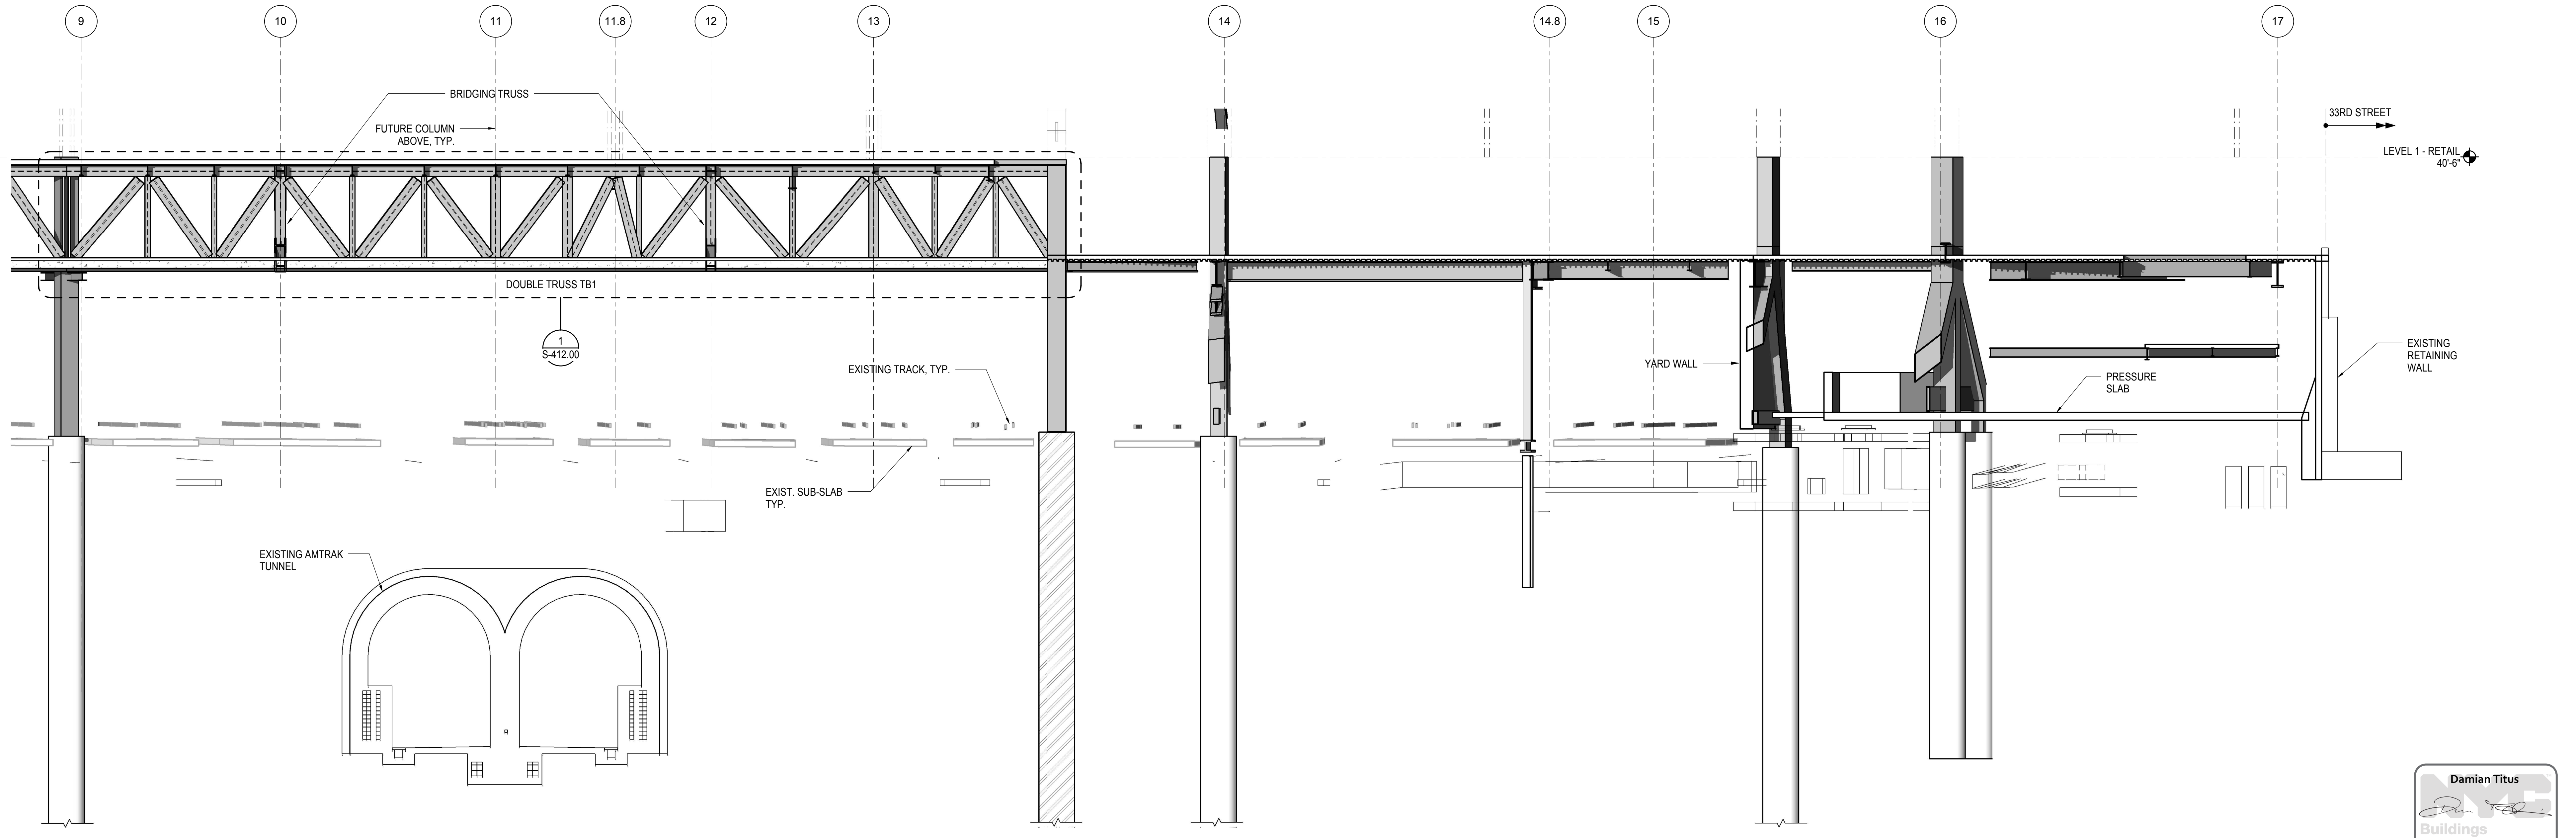 9
10
11
11.8
12
13
14
14.8
15
16
17
BRIDGING TRUSS
FUTURE COLUMN
ABOVE, TYP.
33RD STREET
LEVEL 1 - RETAIL
40'-6"
DOUBLE TRUSS TB1
1
S-412.00
EXISTING TRACK, TYP.
YARD WALL
PRESSURE
SLAB
EXISTING
RETAINING
WALL
EXIST. SUB-SLAB
TYP.
EXISTING AMTRAK
TUNNEL
Damian Titus
NYC
Buildings